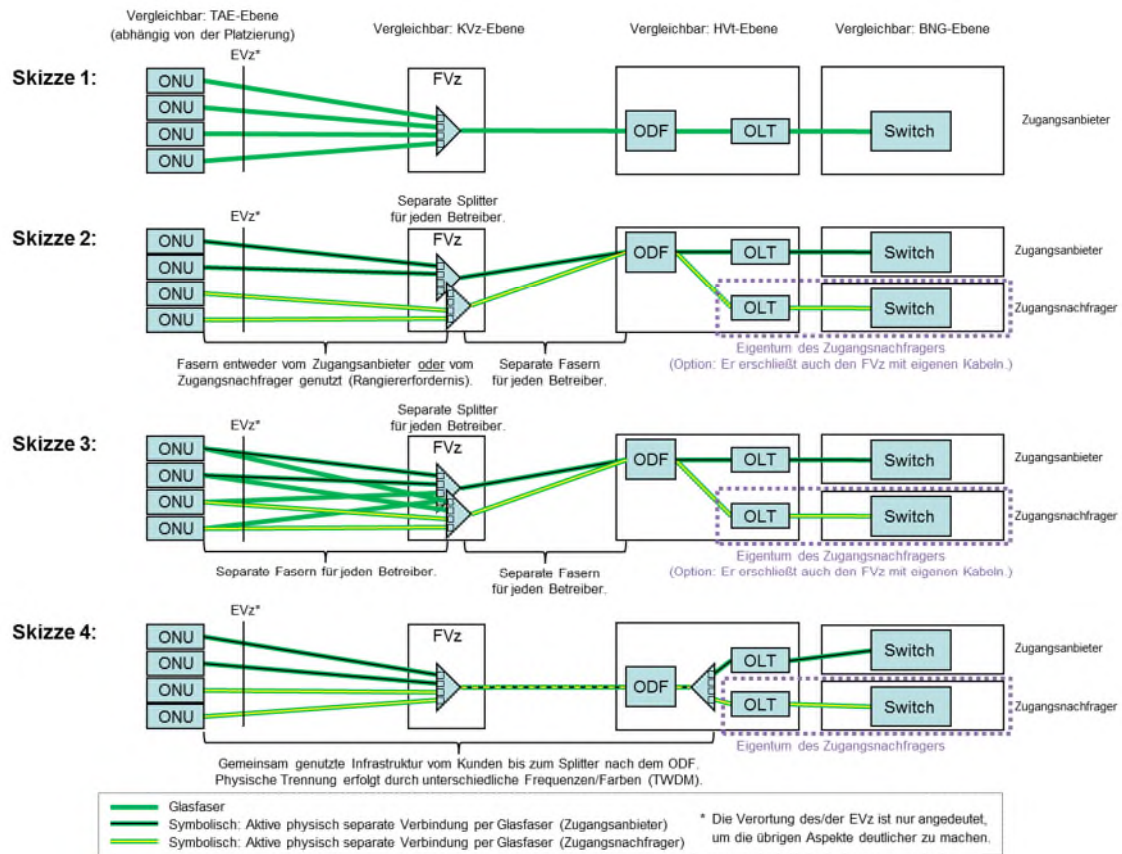 Vergleichbar: TAE-Ebene
(abhängig von der Platzierung)
Vergleichbar: KVz-Ebene
Vergleichbar: HVt-Ebene
Vergleichbar: BNG-Ebene
Skizze 1:
EVz*
ONU
ONU
ONU
ONU
FVz
ODF
OLT
Switch
Zugangsanbieter
Skizze 2:
EVz*
Separate Splitter
für jeden Betreiber.
FVz
ONU
ONU
ONU
ONU
ODF
OLT
Switch
Zugangsanbieter
OLT
Switch
Zugangsnachfrager
Fasern entweder vom Zugangsanbieter oder vom
Zugangsnachfrager genutzt (Rangiererfordernis).
Separate Fasern
für jeden Betreiber.
Eigentum des Zugangsnachfragers
(Option: Er erschließt auch den FVz mit eigenen Kabeln.)
Skizze 3:
EVz*
Separate Splitter
für jeden Betreiber.
FVz
ONU
ONU
ONU
ONU
ODF
OLT
Switch
Zugangsanbieter
OLT
Switch
Zugangsnachfrager
Separate Fasern für jeden Betreiber.
Separate Fasern
für jeden Betreiber.
Eigentum des Zugangsnachfragers
(Option: Er erschließt auch den FVz mit eigenen Kabeln.)
Skizze 4:
EVz*
FVz
ONU
ONU
ONU
ONU
ODF
OLT
Switch
Zugangsanbieter
OLT
Switch
Zugangsnachfrager
Eigentum des Zugangsnachfragers
Gemeinsam genutzte Infrastruktur vom Kunden bis zum Splitter nach dem ODF.
Physische Trennung erfolgt durch unterschiedliche Frequenzen/Farben (TWDM).
Glasfaser
Symbolisch: Aktive physisch separate Verbindung per Glasfaser (Zugangsanbieter)
Symbolisch: Aktive physisch separate Verbindung per Glasfaser (Zugangsnachfrager)
* Die Verortung des/der EVz ist nur angedeutet,
um die übrigen Aspekte deutlicher zu machen.